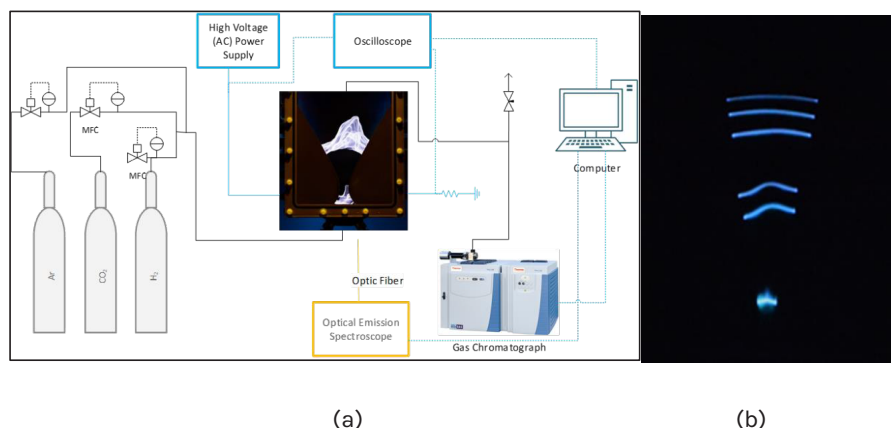 High Voltage
(AC) Power
Supply
Oscilloscope
MFC
MFC
Computer
Ar
CO₂
H₂
Optic Fiber
Optical Emission
Spectroscope
Gas Chromatograph
(a)
(b)